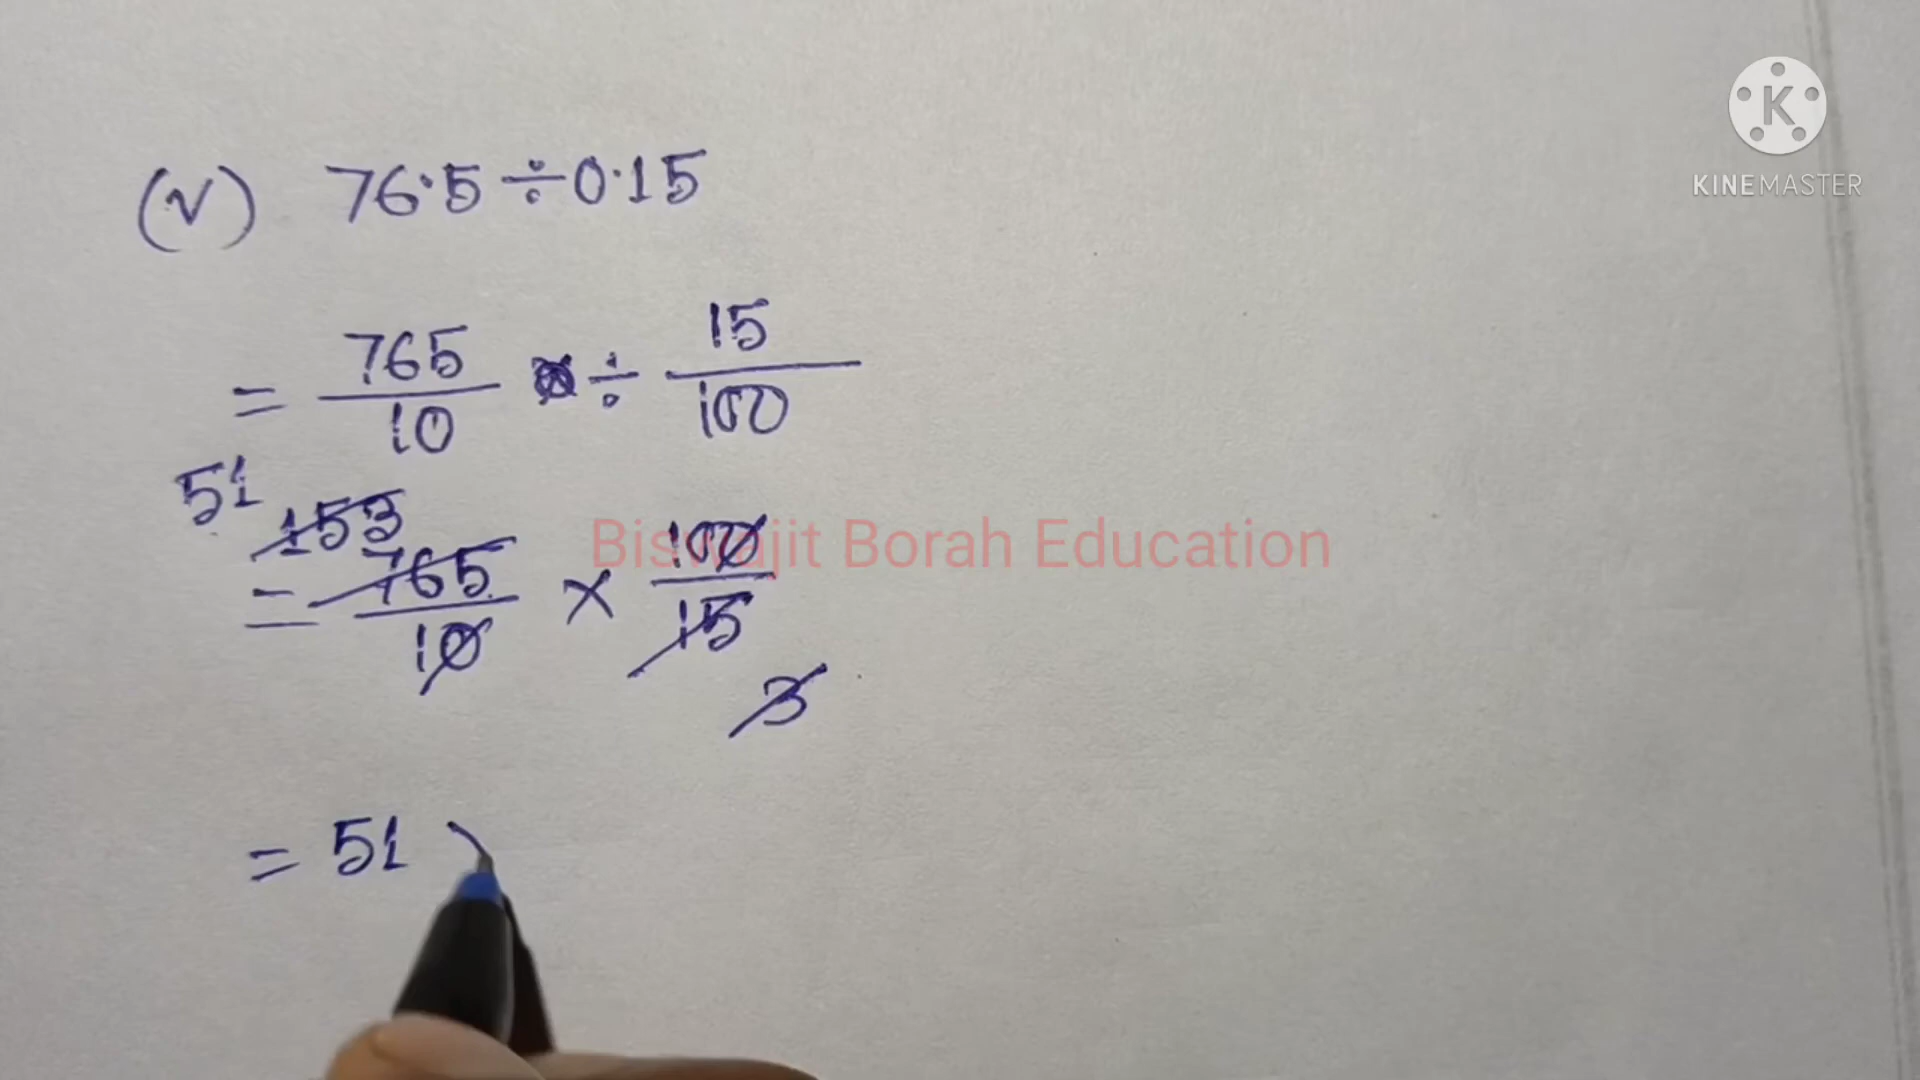 KINEMASTER
(v) 76.5 ÷ 0.15
= 765/10 ÷ 15/100
51
153
= 765/10 × 100/15
3
= 51
Biswajit Borah Education